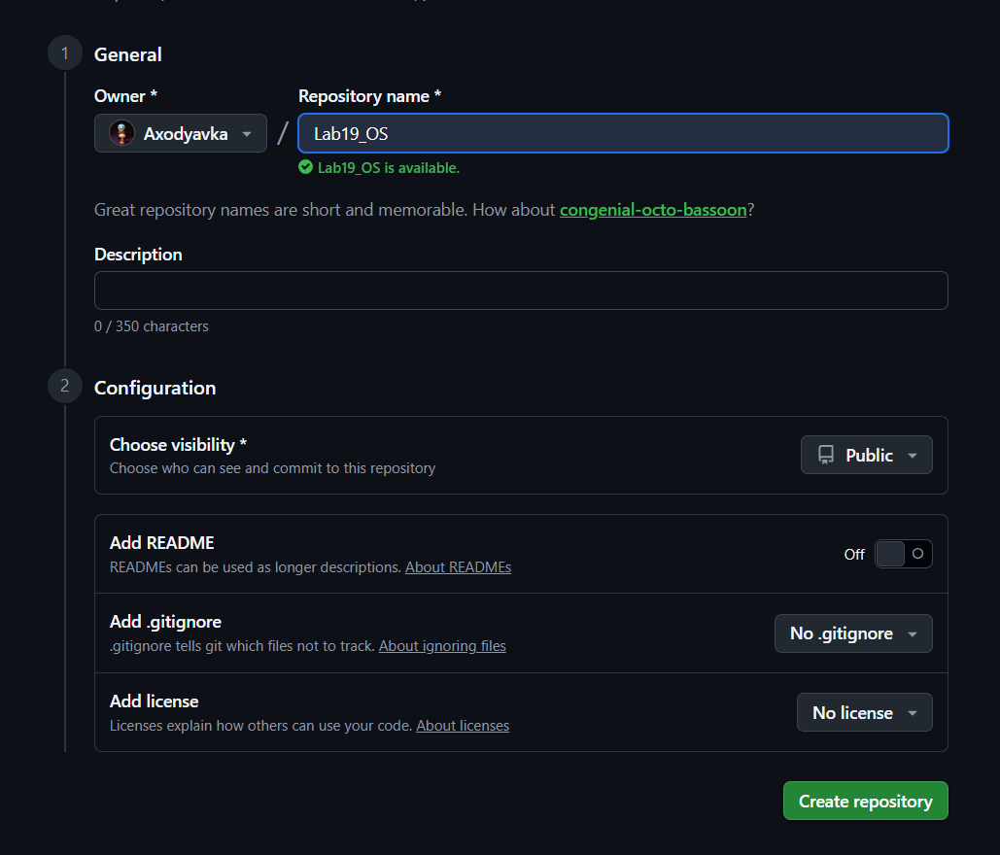 1
General
Owner *
Repository name *
Axodyavka
/
Lab19_OS
Lab19_OS is available.
Great repository names are short and memorable. How about congenial-octo-bassoon?
Description
0 / 350 characters
2
Configuration
Choose visibility *
Choose who can see and commit to this repository
Public
Add README
READMEs can be used as longer descriptions. About READMEs
Off
Add .gitignore
.gitignore tells git which files not to track. About ignoring files
No .gitignore
Add license
Licenses explain how others can use your code. About licenses
No license
Create repository